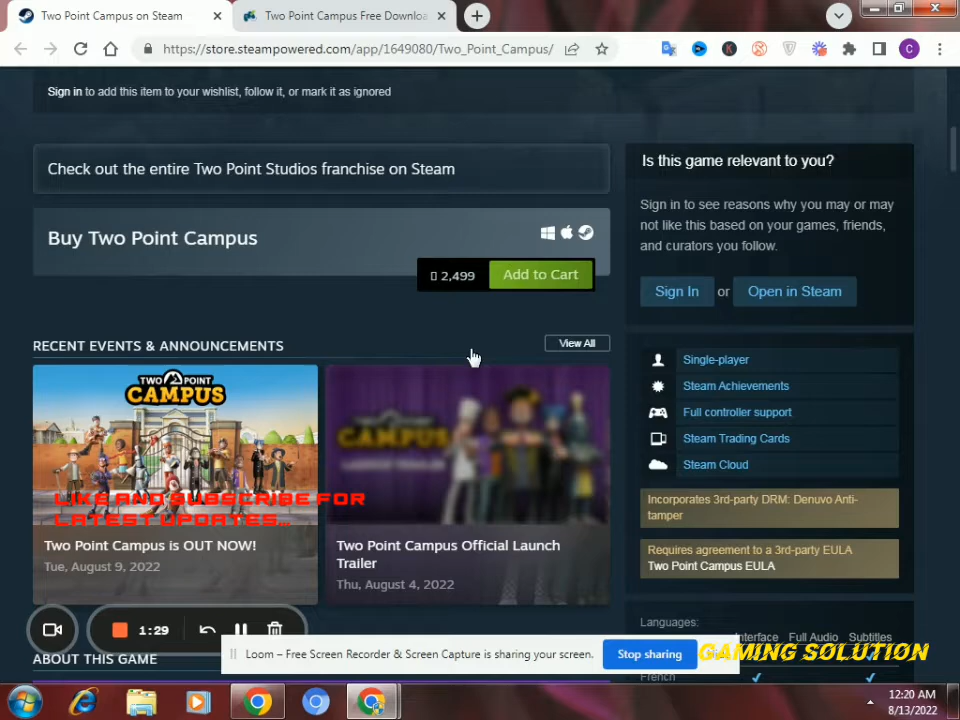 Two Point Campus on Steam
Two Point Campus Free Downloa
https://store.steampowered.com/app/1649080/Two_Point_Campus/
C
Sign in to add this item to your wishlist, follow it, or mark it as ignored
Check out the entire Two Point Studios franchise on Steam
Buy Two Point Campus
2,499
Add to Cart
Is this game relevant to you?
Sign in to see reasons why you may or may
not like this based on your games, friends,
and curators you follow.
Sign In or Open in Steam
RECENT EVENTS & ANNOUNCEMENTS
View All
TWO POINT
CAMPUS
CAMPUS
LIKE AND SUBSCRIBE FOR
LATEST UPDATES...
Two Point Campus is OUT NOW!
Tue, August 9, 2022
Two Point Campus Official Launch
Trailer
Thu, August 4, 2022
Single-player
Steam Achievements
Full controller support
Steam Trading Cards
Steam Cloud
Incorporates 3rd-party DRM: Denuvo Anti-
tamper
Requires agreement to a 3rd-party EULA
Two Point Campus EULA
Languages:
Interface Full Audio Subtitles
French
1:29
ABOUT THIS GAME
Loom – Free Screen Recorder & Screen Capture is sharing your screen.
Stop sharing
GAMING SOLUTION
12:20 AM
8/13/2022